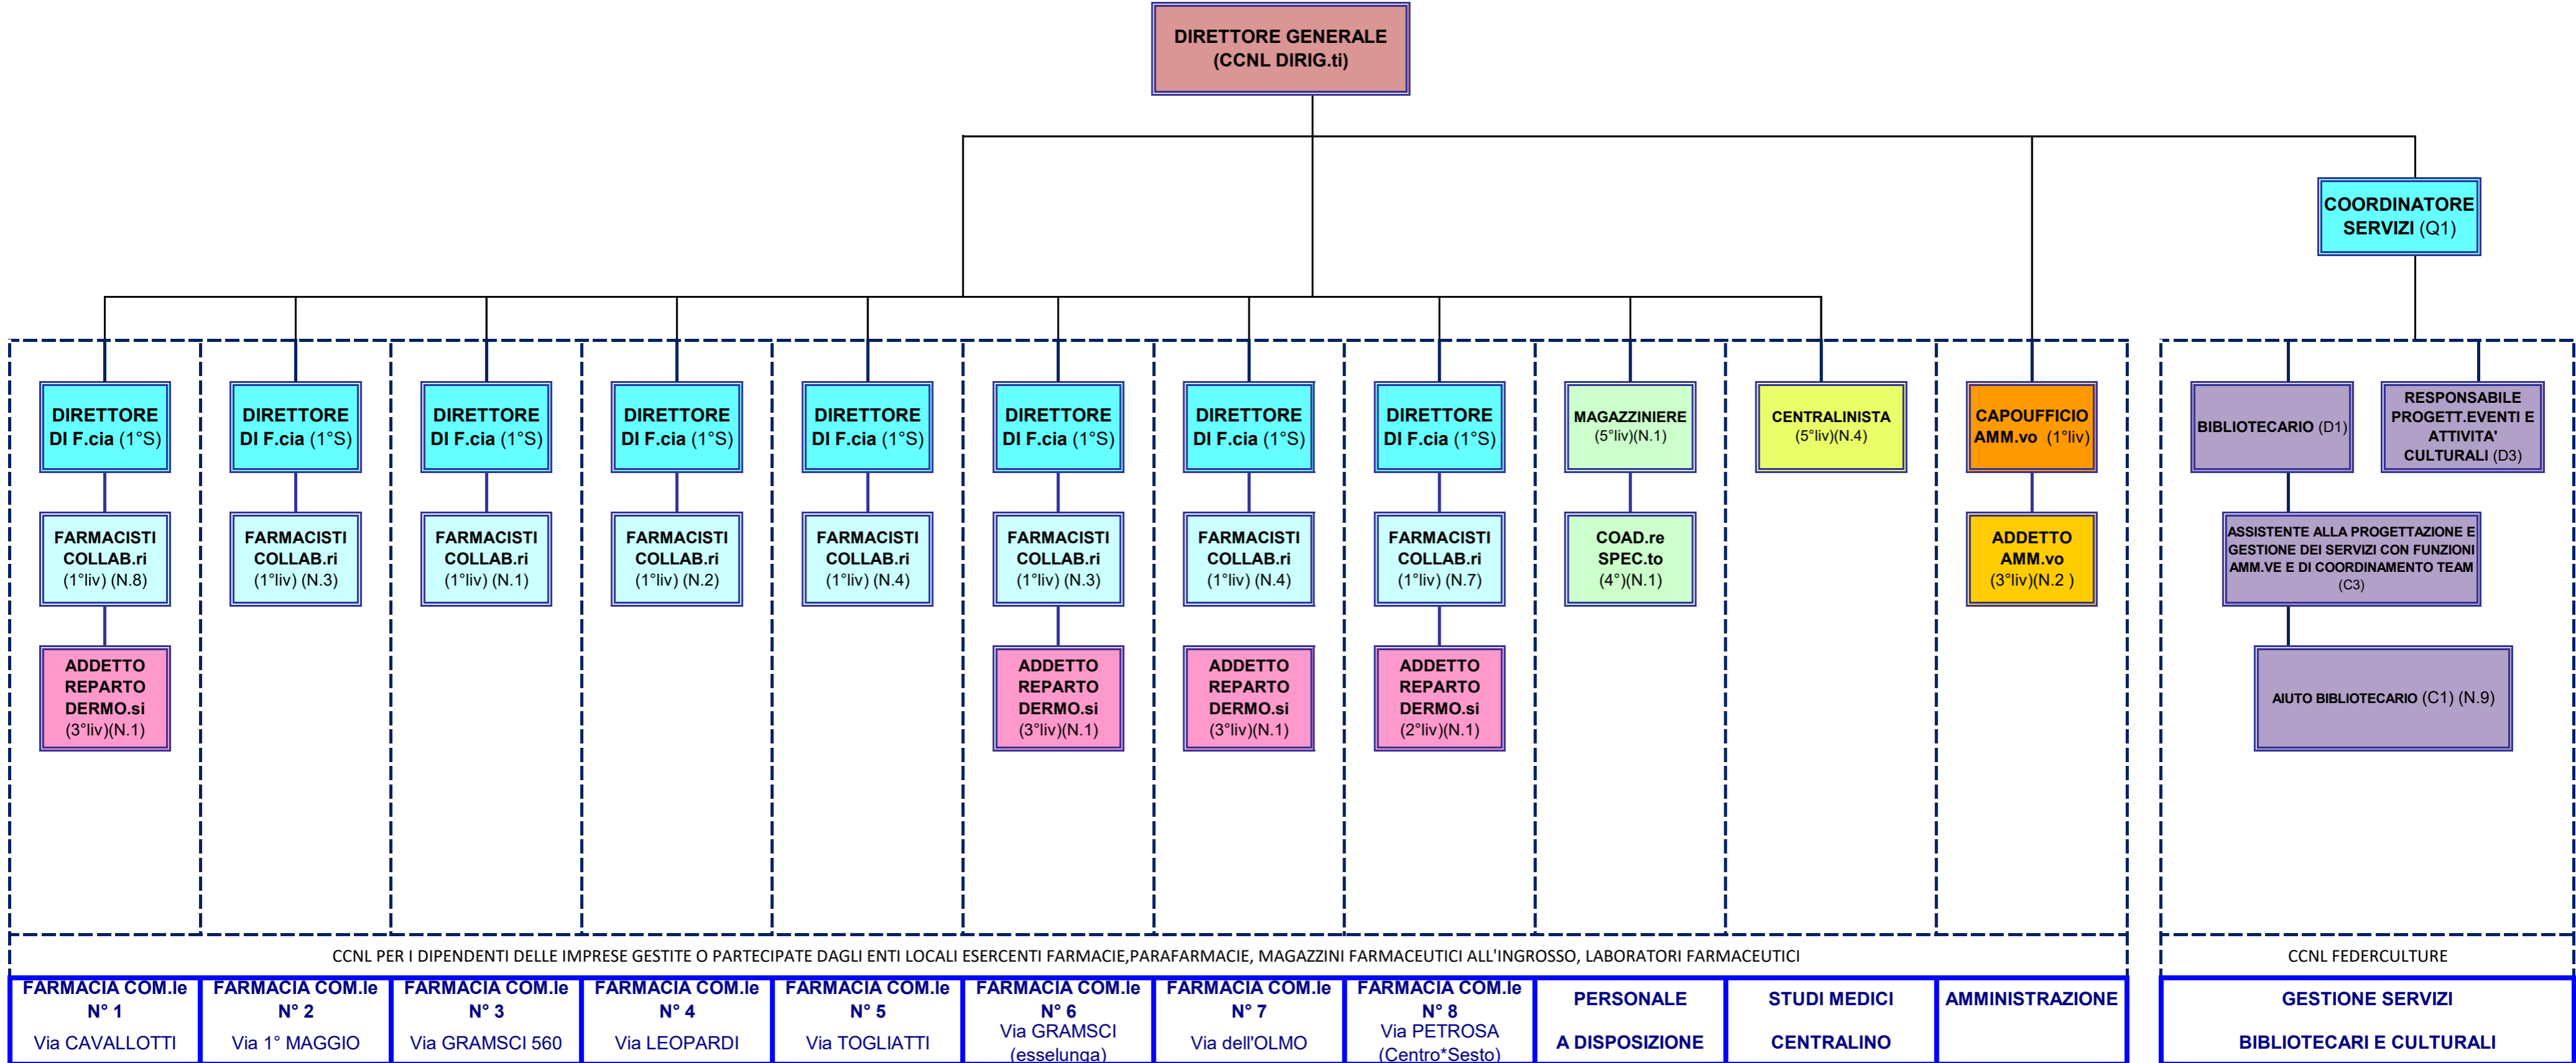 DIRETTORE GENERALE
(CCNL DIRIG.ti)
COORDINATORE
SERVIZI (Q1)
DIRETTORE
DI F.cia (1°S)
DIRETTORE
DI F.cia (1°S)
DIRETTORE
DI F.cia (1°S)
DIRETTORE
DI F.cia (1°S)
DIRETTORE
DI F.cia (1°S)
DIRETTORE
DI F.cia (1°S)
DIRETTORE
DI F.cia (1°S)
DIRETTORE
DI F.cia (1°S)
MAGAZZINIERE
(5°liv)(N.1)
CENTRALINISTA
(5°liv)(N.4)
CAPOUFFICIO
AMM.vo (1°liv)
BIBLIOTECARIO (D1)
RESPONSABILE
PROGETT.EVENTI E
ATTIVITA'
CULTURALI (D3)
FARMACISTI
COLLAB.ri
(1°liv) (N.8)
FARMACISTI
COLLAB.ri
(1°liv) (N.3)
FARMACISTI
COLLAB.ri
(1°liv) (N.1)
FARMACISTI
COLLAB.ri
(1°liv) (N.2)
FARMACISTI
COLLAB.ri
(1°liv) (N.4)
FARMACISTI
COLLAB.ri
(1°liv) (N.3)
FARMACISTI
COLLAB.ri
(1°liv) (N.4)
FARMACISTI
COLLAB.ri
(1°liv) (N.7)
COAD.re
SPEC.to
(4°)(N.1)
ADDETTO
AMM.vo
(3°liv)(N.2 )
ASSISTENTE ALLA PROGETTAZIONE E
GESTIONE DEI SERVIZI CON FUNZIONI
AMM.VE E DI COORDINAMENTO TEAM
(C3)
ADDETTO
REPARTO
DERMO.si
(3°liv)(N.1)
ADDETTO
REPARTO
DERMO.si
(3°liv)(N.1)
ADDETTO
REPARTO
DERMO.si
(3°liv)(N.1)
ADDETTO
REPARTO
DERMO.si
(2°liv)(N.1)
AIUTO BIBLIOTECARIO (C1) (N.9)
CCNL PER I DIPENDENTI DELLE IMPRESE GESTITE O PARTECIPATE DAGLI ENTI LOCALI ESERCENTI FARMACIE,PARAFARMACIE, MAGAZZINI FARMACEUTICI ALL'INGROSSO, LABORATORI FARMACEUTICI
CCNL FEDERCULTURE
FARMACIA COM.le
N° 1
Via CAVALLOTTI
FARMACIA COM.le
N° 2
Via 1° MAGGIO
FARMACIA COM.le
N° 3
Via GRAMSCI 560
FARMACIA COM.le
N° 4
Via LEOPARDI
FARMACIA COM.le
N° 5
Via TOGLIATTI
FARMACIA COM.le
N° 6
Via GRAMSCI
(esselunga)
FARMACIA COM.le
N° 7
Via dell'OLMO
FARMACIA COM.le
N° 8
Via PETROSA
(Centro*Sesto)
PERSONALE
A DISPOSIZIONE
STUDI MEDICI
CENTRALINO
AMMINISTRAZIONE
GESTIONE SERVIZI
BIBLIOTECARI E CULTURALI